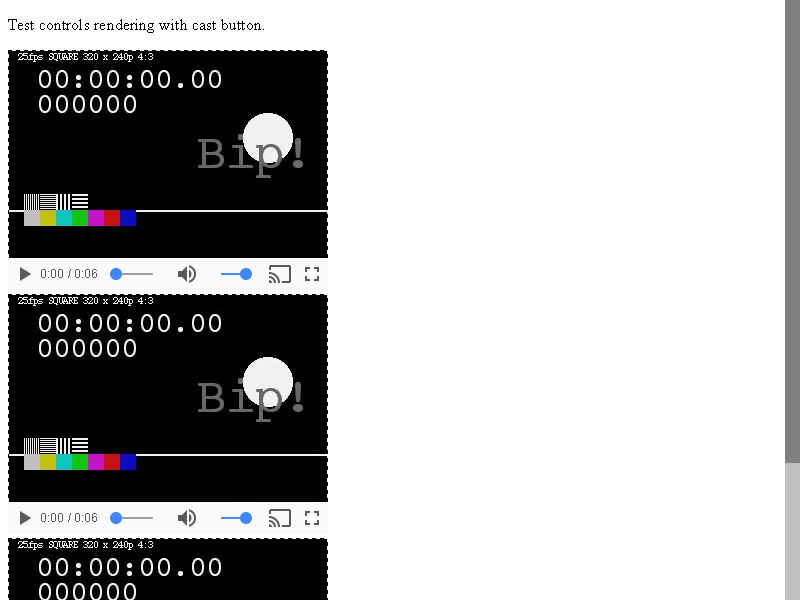 Test controls rendering with cast button.
25fps SQUARE 320 x 240p 4:3
00:00:00.00
000000
Bip!
0:00 / 0:06
25fps SQUARE 320 x 240p 4:3
00:00:00.00
000000
Bip!
0:00 / 0:06
25fps SQUARE 320 x 240p 4:3
00:00:00.00
000000